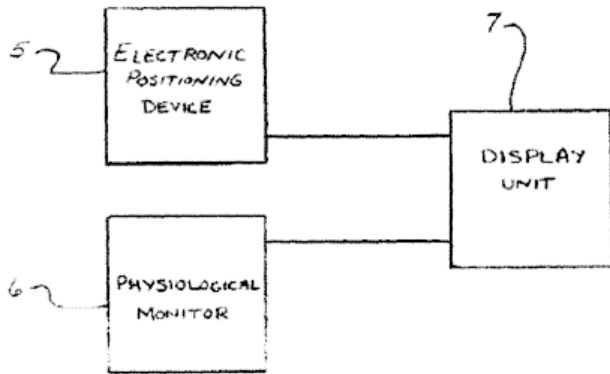 5
ELECTRONIC
POSITIONING
DEVICE
7
DISPLAY
UNIT
6
PHYSIOLOGICAL
MONITOR